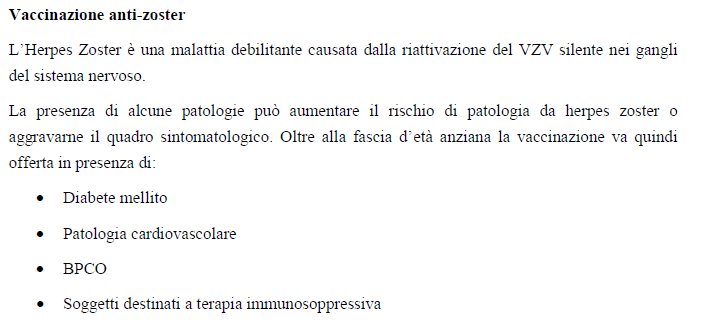 Vaccinazione anti-zoster
L’Herpes Zoster è una malattia debilitante causata dalla riattivazione del VZV silente nei gangli
del sistema nervoso.
La presenza di alcune patologie può aumentare il rischio di patologia da herpes zoster o
aggravarne il quadro sintomatologico. Oltre alla fascia d’età anziana la vaccinazione va quindi
offerta in presenza di:
• Diabete mellito
• Patologia cardiovascolare
• BPCO
• Soggetti destinati a terapia immunosoppressiva